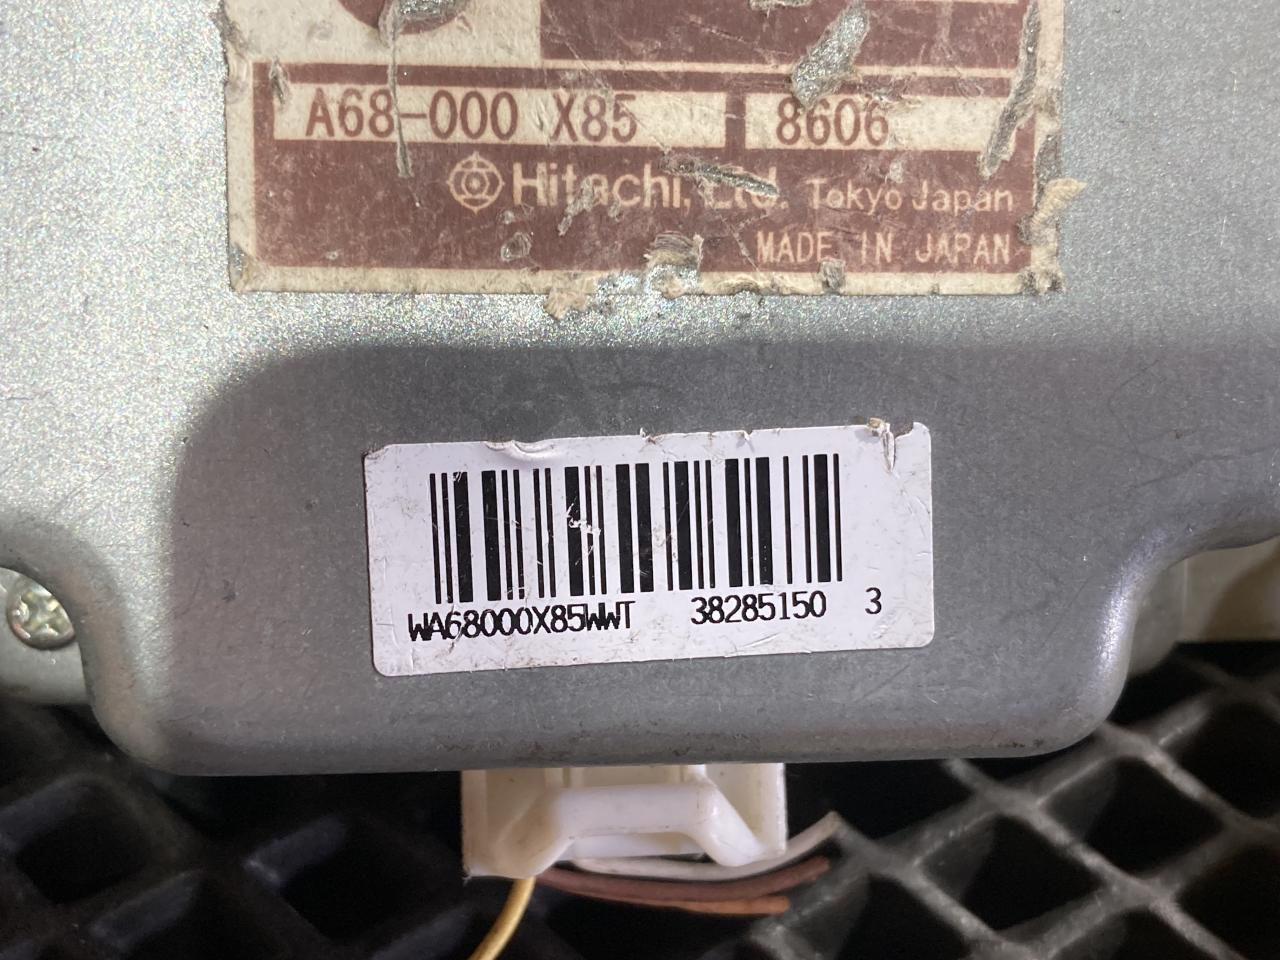 A68-000 X85 8606
Hitachi, Ltd. Tokyo Japan
MADE IN JAPAN
WA68000X85WWT 38285150 3